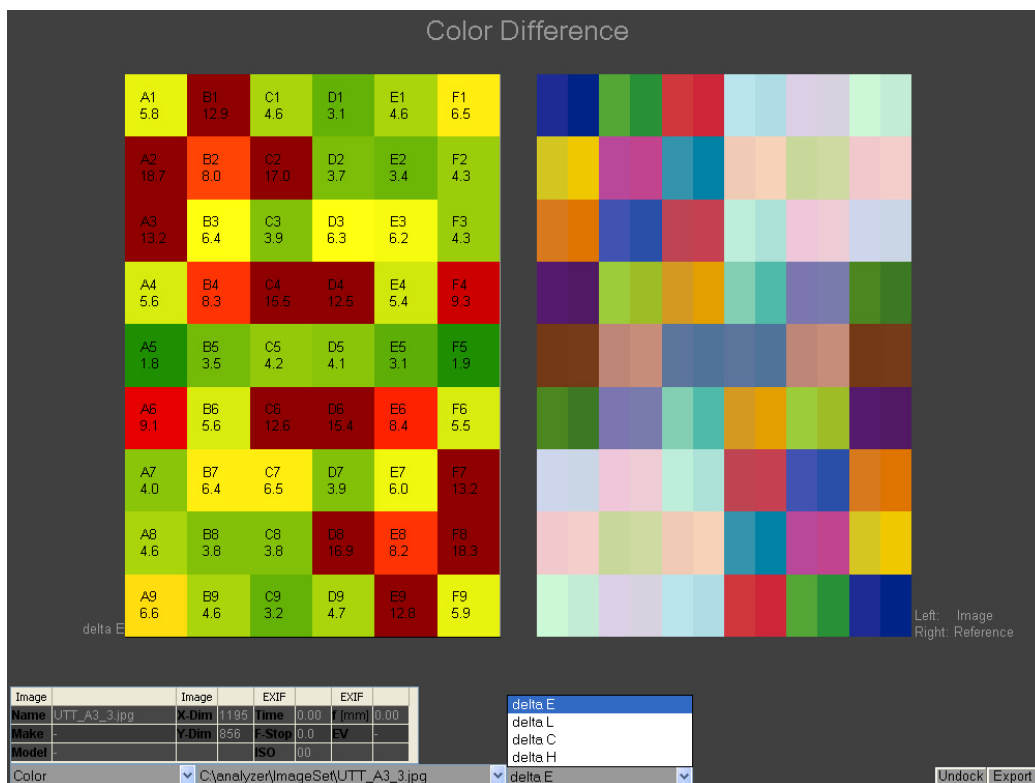 Color Difference
A1 B1 C1 D1 E1 F1
5.8 12.9 4.6 3.1 4.6 6.5
A2 B2 C2 D2 E2 F2
18.7 8.0 17.0 3.7 3.4 4.3
A3 B3 C3 D3 E3 F3
13.2 6.4 3.9 6.3 6.2 4.3
A4 B4 C4 D4 E4 F4
5.6 8.3 15.5 12.5 5.4 9.3
A5 B5 C5 D5 E5 F5
1.8 3.5 4.2 4.1 3.1 1.9
A6 B6 C6 D6 E6 F6
9.1 5.6 12.6 15.4 8.4 5.5
A7 B7 C7 D7 E7 F7
4.0 6.4 6.5 3.9 6.0 13.2
A8 B8 C8 D8 E8 F8
4.6 3.8 3.8 16.9 8.2 18.3
A9 B9 C9 D9 E9 F9
6.6 4.6 3.2 4.7 12.8 5.9
delta E
Left: Image
Right: Reference
Image Image EXIF EXIF
Name UTT_A3_3.jpg X-Dim 1195 Time 0.00 f [mm] 0.00
Make - Y-Dim 856 F-Stop 0.0 EV -
Model - ISO 00
delta E
delta L
delta C
delta H
Color C:\analyzer\ImageSet\UTT_A3_3.jpg delta E Undock Export